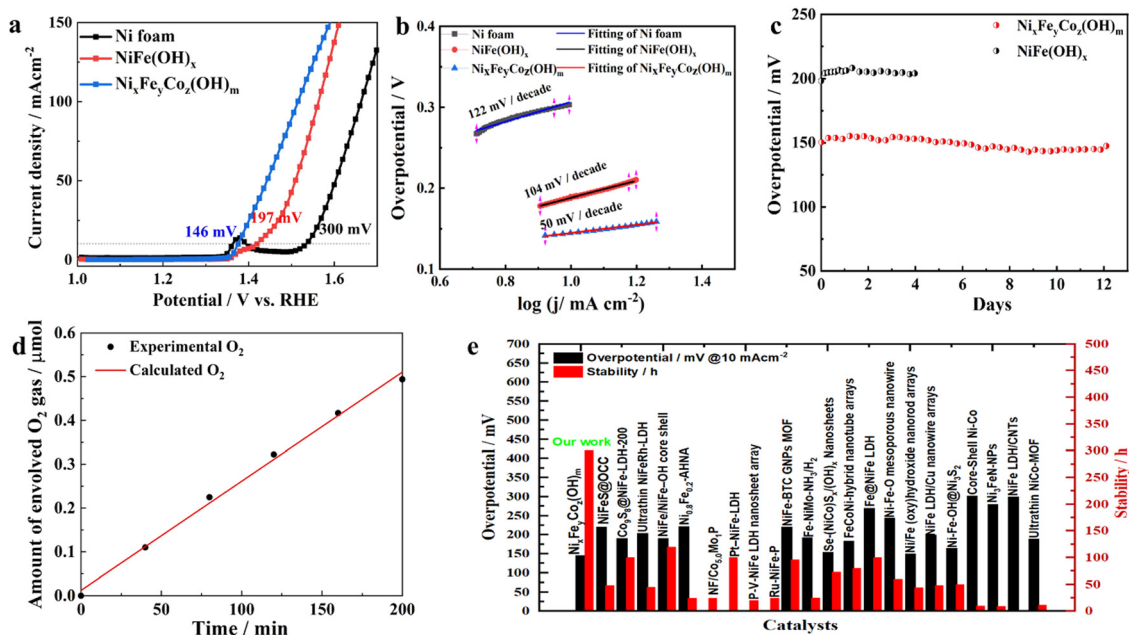 a
Ni foam
NiFe(OH)x
NixFeyCoz(OH)m
146 mV
197 mV
300 mV
Current density / mAcm-2
150
125
100
75
50
25
0
1.0
1.2
1.4
1.6
Potential / V vs. RHE
b
Ni foam
NiFe(OH)x
NixFeyCoz(OH)m
Fitting of Ni foam
Fitting of NiFe(OH)x
Fitting of NixFeyCoz(OH)m
122 mV / decade
104 mV / decade
50 mV / decade
Overpotential / V
0.4
0.3
0.2
0.1
0.6
0.8
1.0
1.2
1.4
log (j/ mA cm-2)
c
NixFeyCoz(OH)m
NiFe(OH)x
Overpotential / mV
250
200
150
100
50
0
2
4
6
8
10
12
Days
d
Experimental O2
Calculated O2
Amount of envolved O2 gas / μmol
0.6
0.5
0.4
0.3
0.2
0.1
0.0
0
50
100
150
200
Time / min
e
Overpotential / mV @10 mAcm-2
Stability / h
Our work
Overpotential / mV
700
650
600
550
500
450
400
350
300
250
200
150
100
50
0
NixFeyCoz(OH)m
NiFeS@OCC
Co9S8@NiFe-LDH-200
Ultrathin NiFeRh-LDH
NiFe/NiFe-OH core shell
Ni0.8Fe0.2-AHNA
NF/Co5.0Mo1P
Pt-NiFe-LDH
P-V-NiFe LDH nanosheet array
Ru-NiFe-P
NiFe-BTC GNPs MOF
Fe-NiMo-NH3/H2
Se-(NiCo)Sx/(OH)x Nanosheets
FeCoNi-hybrid nanotube arrays
Fe@NiFe LDH
Ni-Fe-O mesoporous nanowire
Ni/Fe (oxy)hydroxide nanorod arrays
NiFe LDH/Cu nanowire arrays
Ni-Fe-OH@Ni3S2
Core-Shell Ni-Co
Ni3FeN-NPs
NiFe LDH/CNTs
Ultrathin NiCo-MOF
500
450
400
350
300
250
200
150
100
50
0
Stability / h
Catalysts